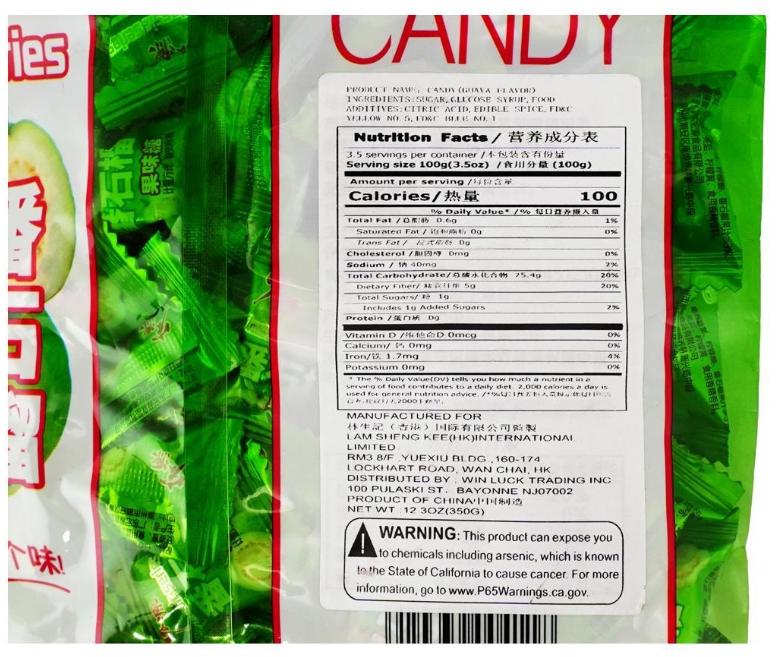 ies
CANDY
PRODUCT NAME: CANDY (GUAVA FLAVOR)
INGREDIENTS: SUGAR, GLUCOSE SYRUP, FOOD
ADDITIVES: CITRIC ACID, EDIBLE SPICE, FD&C
YELLOW NO. 5, FD&C BLUE NO. 1
Nutrition Facts / 营养成分表
3.5 servings per container /本包装含有份量
Serving size 100g(3.5oz) /食用分量 (100g)
Amount per serving /每份含量
Calories/热量 100
% Daily Value* /% 每日营养摄入量
Total Fat / 总脂肪 0.6g 1%
Saturated Fat / 饱和脂肪 0g 0%
Trans Fat / 反式脂肪 0g
Cholesterol /胆固醇 0mg 0%
Sodium / 钠 40mg 2%
Total Carbohydrate/总碳水化合物 75.4g 26%
Dietary Fiber/ 膳食纤维 5g 20%
Total Sugars/ 糖 1g
Includes 1g Added Sugars 2%
Protein /蛋白质 0g
Vitamin D /维他命D 0mcg 0%
Calcium/ 钙 0mg 0%
Iron/铁 1.7mg 4%
Potassium 0mg 0%
* The % Daily Value(DV) tells you how much a nutrient in a
serving of food contributes to a daily diet. 2,000 calories a day is
used for general nutrition advice.
MANUFACTURED FOR
林生記（香港）国际有限公司監製
LAM SHENG KEE(HK)INTERNATIONAL
LIMITED
RM3 8/F ,YUEXIU BLDG ,160-174
LOCKHART ROAD, WAN CHAI, HK
DISTRIBUTED BY : WIN LUCK TRADING INC
100 PULASKI ST. BAYONNE NJ07002
PRODUCT OF CHINA/中国制造
NET WT :12 3OZ(350G)
WARNING: This product can expose you
to chemicals including arsenic, which is known
to the State of California to cause cancer. For more
information, go to www.P65Warnings.ca.gov.
石榴
果味糖
个味!